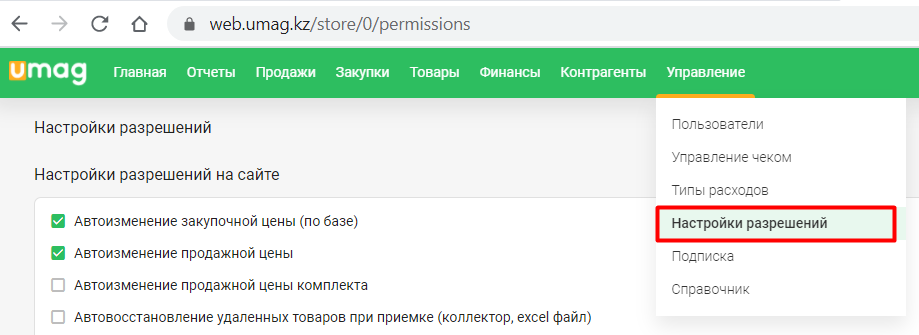 web.umag.kz/store/0/permissions
umag Главная Отчеты Продажи Закупки Товары Финансы Контрагенты Управление
Пользователи
Управление чеком
Типы расходов
Настройки разрешений
Подписка
Справочник
Настройки разрешений
Настройки разрешений на сайте
Автоизменение закупочной цены (по базе)
Автоизменение продажной цены
Автоизменение продажной цены комплекта
Автовосстановление удаленных товаров при приемке (коллектор, excel файл)